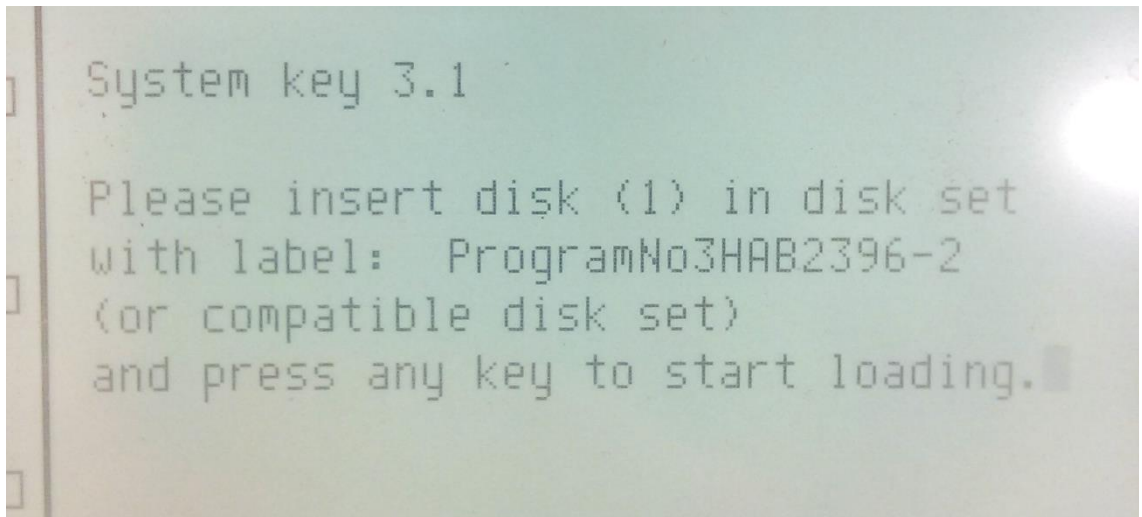 System key 3.1
Please insert disk (1) in disk set
with label:  ProgramNo3HAB2396-2
(or compatible disk set)
and press any key to start loading.